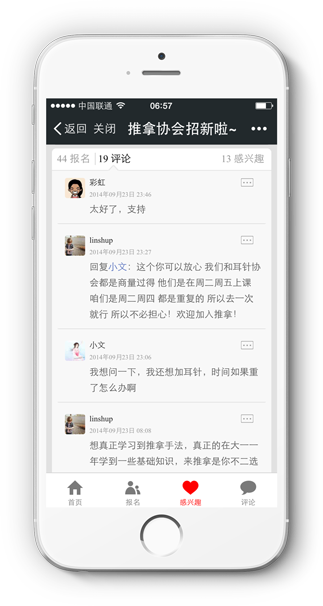 中国联通 06:57
返回 关闭 推拿协会招新啦~
44 报名 19 评论 13 感兴趣
彩虹
2014年09月23日 23:46
太好了，支持
linshup
2014年09月23日 23:27
回复小文：这个你可以放心 我们和耳针协
会都是商量过得 他们是在周二周五上课
咱们是周二周四 都是重复的 所以去一次
就行 所以不必担心！欢迎加入推拿！
小文
2014年09月23日 23:06
我想问一下，我还想加耳针，时间如果重
了怎么办啊
linshup
2014年09月23日 08:08
想真正学习到推拿手法，真正的在大一一
年学到一些基础知识，来推拿是你不二选
首页 报名 感兴趣 评论